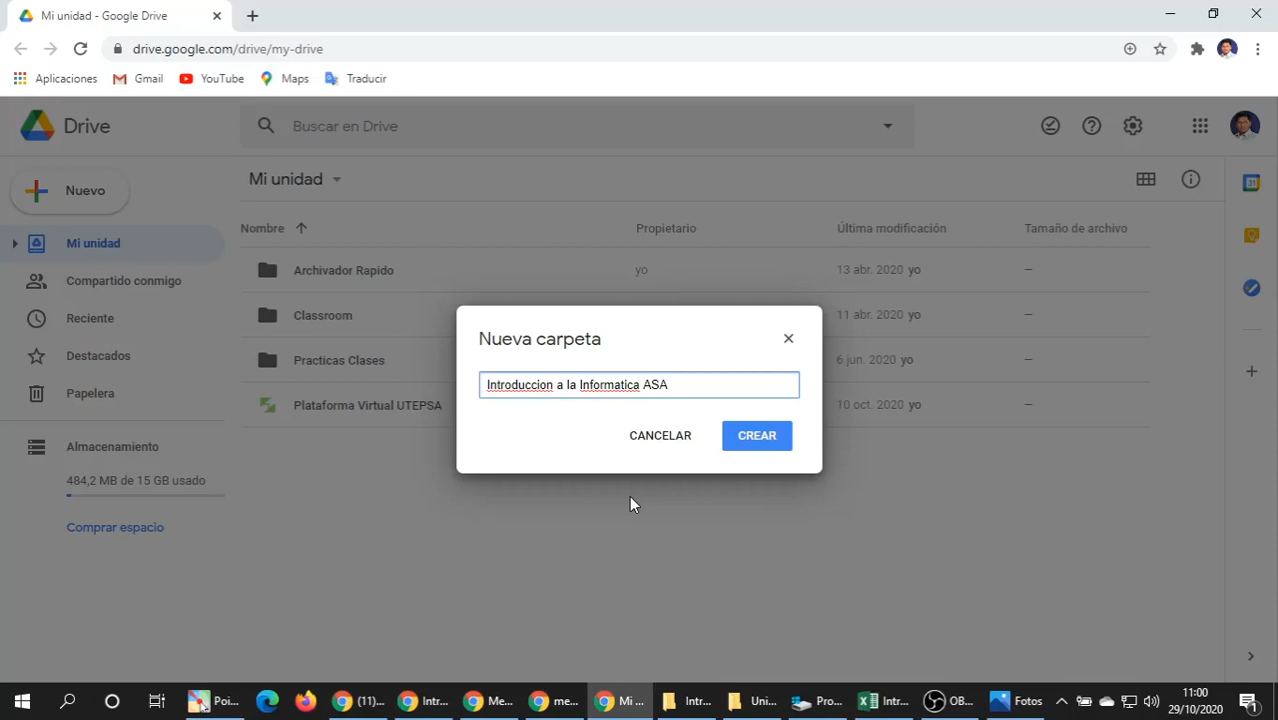 Mi unidad - Google Drive
drive.google.com/drive/my-drive
Aplicaciones Gmail YouTube Maps Traducir
Drive Buscar en Drive
Nuevo Mi unidad
Nombre Propietario Última modificación Tamaño de archivo
Mi unidad
Archivador Rapido yo 13 abr. 2020 yo —
Compartido conmigo
Classroom 11 abr. 2020 yo —
Reciente
Nueva carpeta
Destacados
Practicas Clases 6 jun. 2020 yo —
Introduccion a la Informatica ASA
Papelera
Plataforma Virtual UTEPSA 10 oct. 2020 yo —
CANCELAR CREAR
Almacenamiento
484,2 MB de 15 GB usado
Comprar espacio
Poi... (11)... Intr... Me... me... Mi ... Intr... Uni... Pro... Intr... OB... Fotos
11:00
29/10/2020
1
31